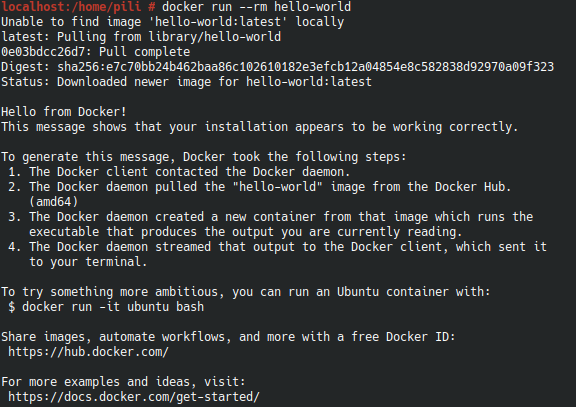 localhost:/home/pili # docker run --rm hello-world
Unable to find image 'hello-world:latest' locally
latest: Pulling from library/hello-world
0e03bdcc26d7: Pull complete
Digest: sha256:e7c70bb24b462baa86c102610182e3efcb12a04854e8c582838d92970a09f323
Status: Downloaded newer image for hello-world:latest

Hello from Docker!
This message shows that your installation appears to be working correctly.

To generate this message, Docker took the following steps:
 1. The Docker client contacted the Docker daemon.
 2. The Docker daemon pulled the "hello-world" image from the Docker Hub.
    (amd64)
 3. The Docker daemon created a new container from that image which runs the
    executable that produces the output you are currently reading.
 4. The Docker daemon streamed that output to the Docker client, which sent it
    to your terminal.

To try something more ambitious, you can run an Ubuntu container with:
 $ docker run -it ubuntu bash

Share images, automate workflows, and more with a free Docker ID:
 https://hub.docker.com/

For more examples and ideas, visit:
 https://docs.docker.com/get-started/